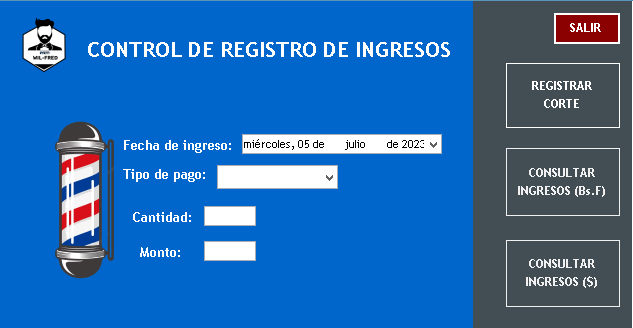 MIL-FRED
CONTROL DE REGISTRO DE INGRESOS
Fecha de ingreso: miércoles, 05 de julio de 2023
Tipo de pago:
Cantidad:
Monto:
SALIR
REGISTRAR
CORTE
CONSULTAR
INGRESOS (Bs.F)
CONSULTAR
INGRESOS ($)